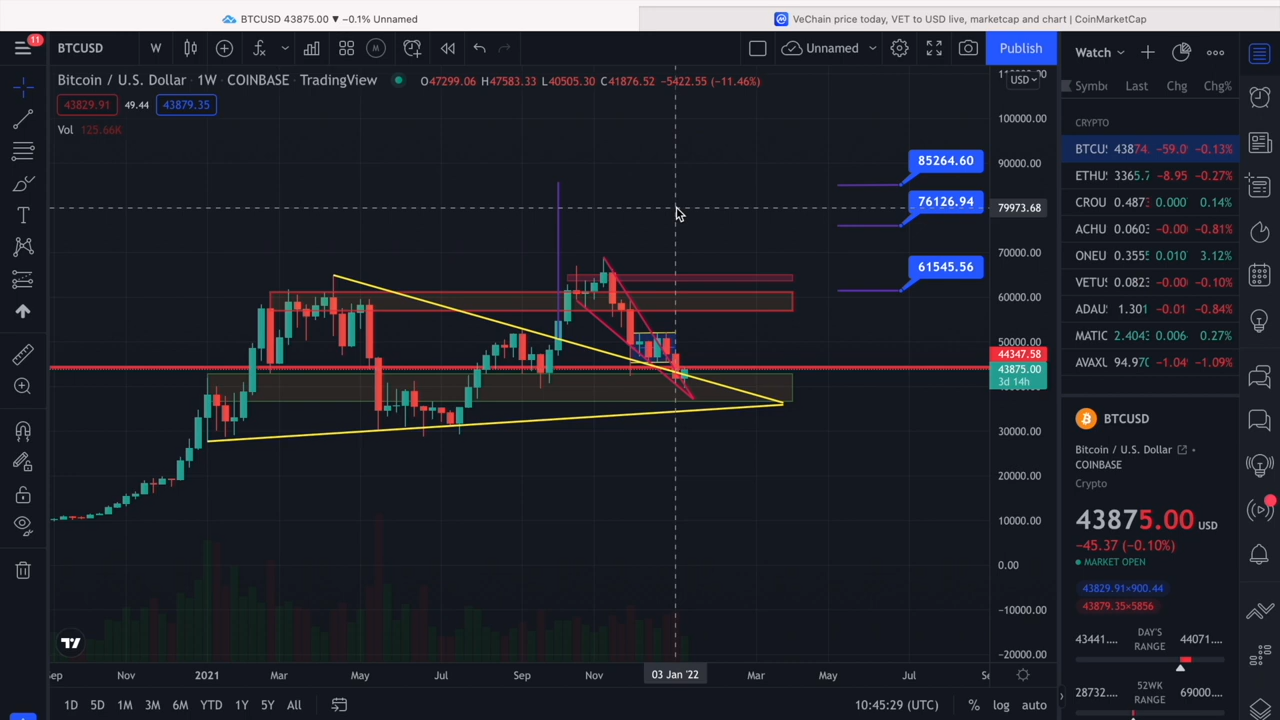 BTCUSD 43875.00 ▼ −0.1% Unnamed
VeChain price today, VET to USD live, marketcap and chart | CoinMarketCap
11
BTCUSD W Unnamed Publish
Watch
Bitcoin / U.S. Dollar · 1W · COINBASE · TradingView O47299.06 H47583.33 L40505.30 C41876.52 −5422.55 (−11.46%)
USD
43829.91 49.44 43879.35
Vol 125.66K
Symbo Last Chg Chg%
CRYPTO
BTCU 43874. −59.0 −0.13%
ETHU 3365.7 −8.95 −0.27%
CROU 0.487 0.000 0.14%
ACHU 0.060 −0.00 −0.81%
ONEU 0.355 0.010 3.12%
VETU 0.082 −0.00 −0.10%
ADAU 1.301 −0.01 −0.84%
MATIC 2.404 0.006 0.27%
AVAX 94.970 −1.04 −1.09%
100000.00
90000.00
79973.68
70000.00
60000.00
50000.00
44347.58
43875.00
3d 14h
30000.00
20000.00
10000.00
0.00
−10000.00
−20000.00
85264.60
76126.94
61545.56
BTCUSD
Bitcoin / U.S. Dollar
COINBASE
Crypto
43875.00 USD
−45.37 (−0.10%)
MARKET OPEN
43829.91×900.44
43879.35×5856
43441.... DAY'S RANGE 44071....
28732.... 52WK RANGE 69000....
Nov 2021 Mar May Jul Sep Nov 03 Jan '22 Mar May Jul
1D 5D 1M 3M 6M YTD 1Y 5Y All
10:45:29 (UTC) % log auto